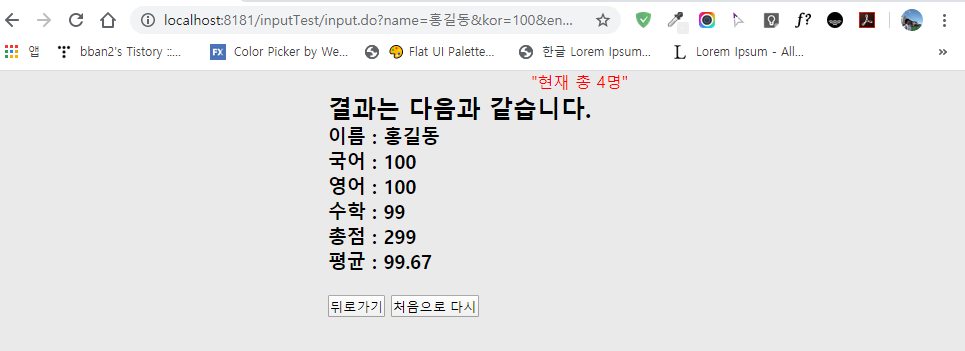 localhost:8181/inputTest/input.do?name=홍길동&kor=100&en...
앱 bban2's Tistory ::... Color Picker by We... Flat UI Palette... 한글 Lorem Ipsum... Lorem Ipsum - All... »
"현재 총 4명"
결과는 다음과 같습니다.
이름 : 홍길동
국어 : 100
영어 : 100
수학 : 99
총점 : 299
평균 : 99.67
뒤로가기 처음으로 다시